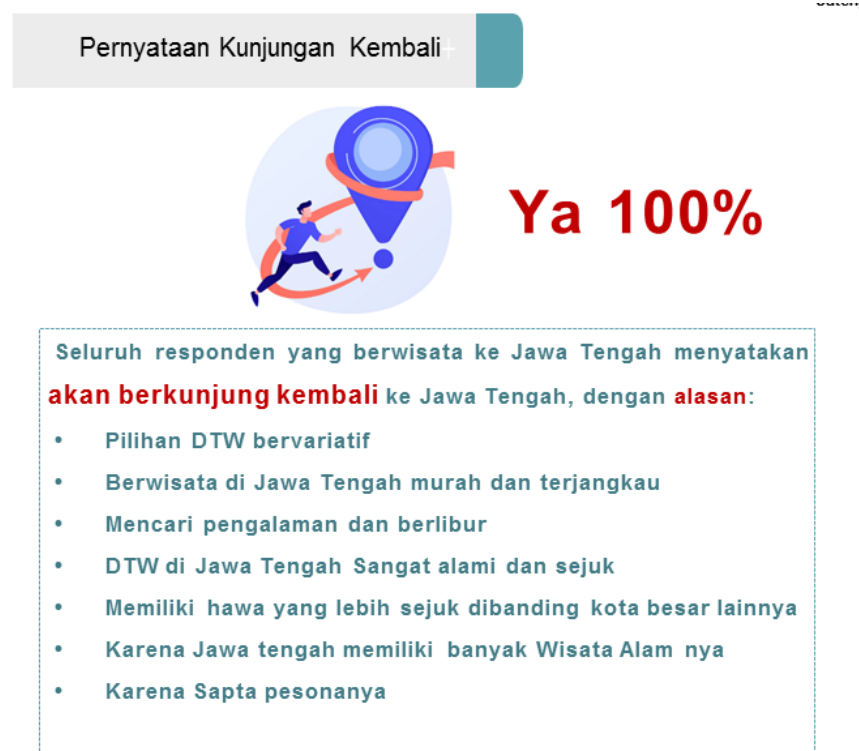 Pernyataan Kunjungan Kembali+
Ya 100%
Seluruh responden yang berwisata ke Jawa Tengah menyatakan
akan berkunjung kembali ke Jawa Tengah, dengan alasan:
• Pilihan DTW bervariatif
• Berwisata di Jawa Tengah murah dan terjangkau
• Mencari pengalaman dan berlibur
• DTW di Jawa Tengah Sangat alami dan sejuk
• Memiliki hawa yang lebih sejuk dibanding kota besar lainnya
• Karena Jawa tengah memiliki banyak Wisata Alam nya
• Karena Sapta pesonanya